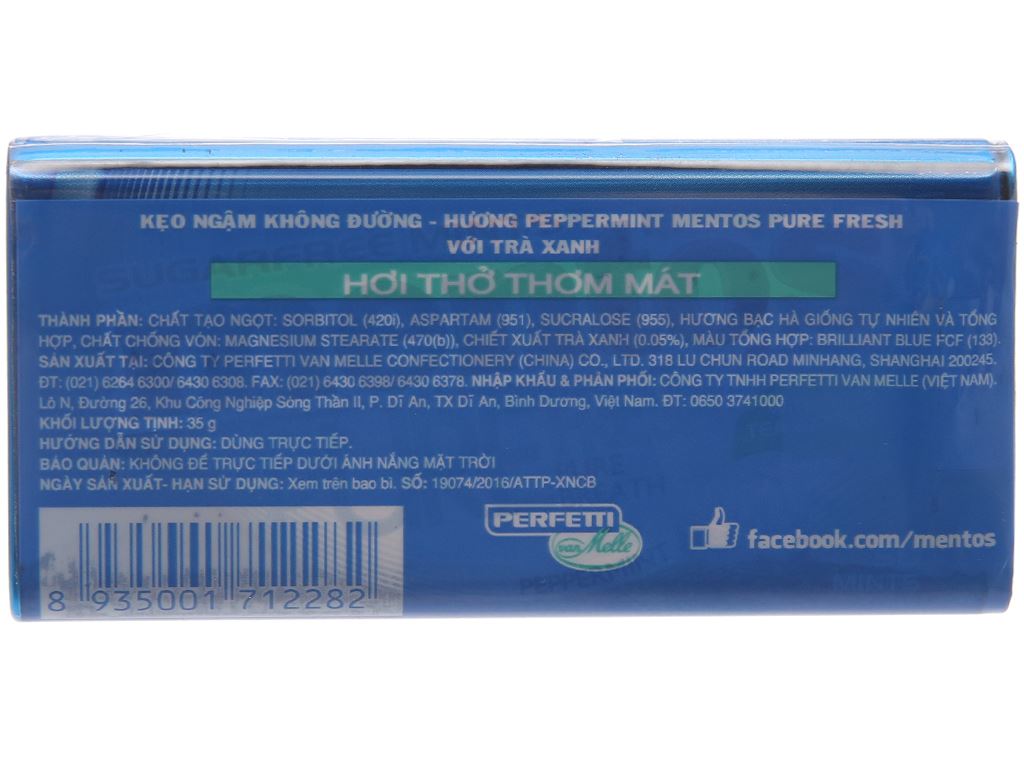 KẸO NGẬM KHÔNG ĐƯỜNG - HƯƠNG PEPPERMINT MENTOS PURE FRESH
VỚI TRÀ XANH
HƠI THỞ THƠM MÁT
THÀNH PHẦN: CHẤT TẠO NGỌT: SORBITOL (420i), ASPARTAM (951), SUCRALOSE (955), HƯƠNG BẠC HÀ GIỐNG TỰ NHIÊN VÀ TỔNG
HỢP, CHẤT CHỐNG VÓN: MAGNESIUM STEARATE (470(b)), CHIẾT XUẤT TRÀ XANH (0.05%), MÀU TỔNG HỢP: BRILLIANT BLUE FCF (133).
SẢN XUẤT TẠI: CÔNG TY PERFETTI VAN MELLE CONFECTIONERY (CHINA) CO., LTD. 318 LU CHUN ROAD MINHANG, SHANGHAI 200245.
ĐT: (021) 6264 6300/ 6430 6308. FAX: (021) 6430 6398/ 6430 6378. NHẬP KHẨU & PHÂN PHỐI: CÔNG TY TNHH PERFETTI VAN MELLE (VIỆT NAM).
Lô N, Đường 26, Khu Công Nghiệp Sóng Thần II, P. Dĩ An, TX Dĩ An, Bình Dương, Việt Nam. ĐT: 0650 3741000
KHỐI LƯỢNG TỊNH: 35 g
HƯỚNG DẪN SỬ DỤNG: DÙNG TRỰC TIẾP.
BẢO QUẢN: KHÔNG ĐỂ TRỰC TIẾP DƯỚI ÁNH NẮNG MẶT TRỜI
NGÀY SẢN XUẤT- HẠN SỬ DỤNG: Xem trên bao bì. SỐ: 19074/2016/ATTP-XNCB
PERFETTI
van Melle
facebook.com/mentos
PEPPERMINT
MINTS
8 935001 712282